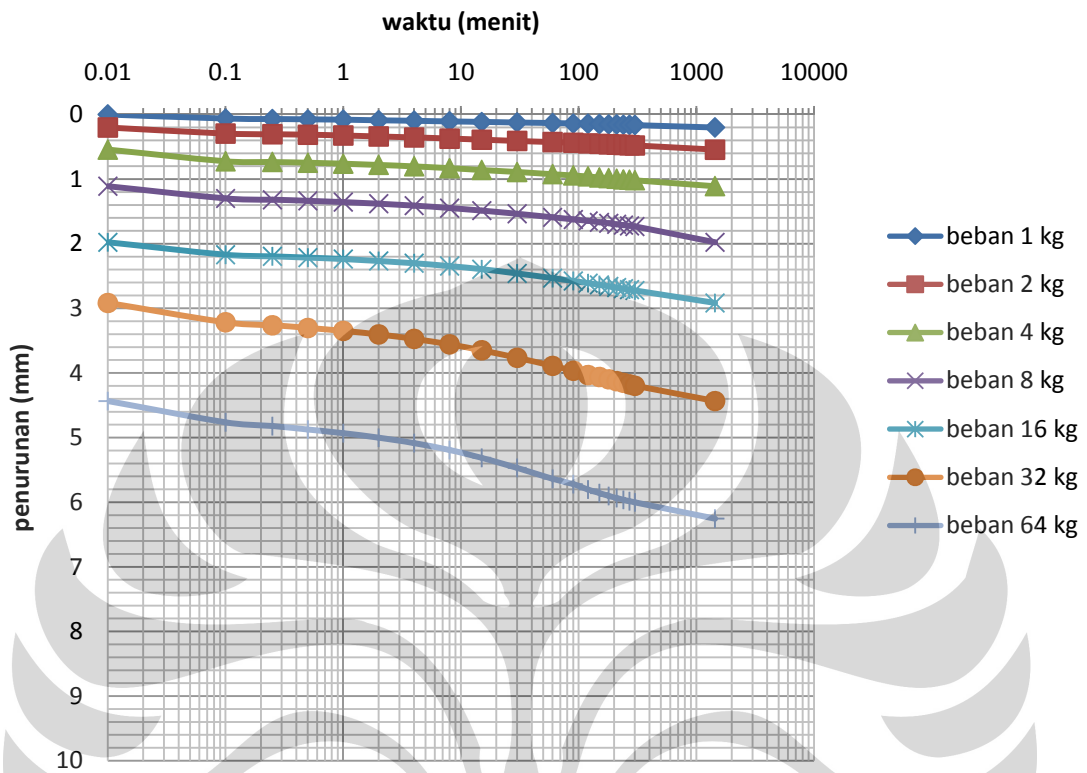 waktu (menit)
0.01 0.1 1 10 100 1000 10000
0
1
2
3
4
5
6
7
8
9
10
penurunan (mm)
beban 1 kg
beban 2 kg
beban 4 kg
beban 8 kg
beban 16 kg
beban 32 kg
beban 64 kg